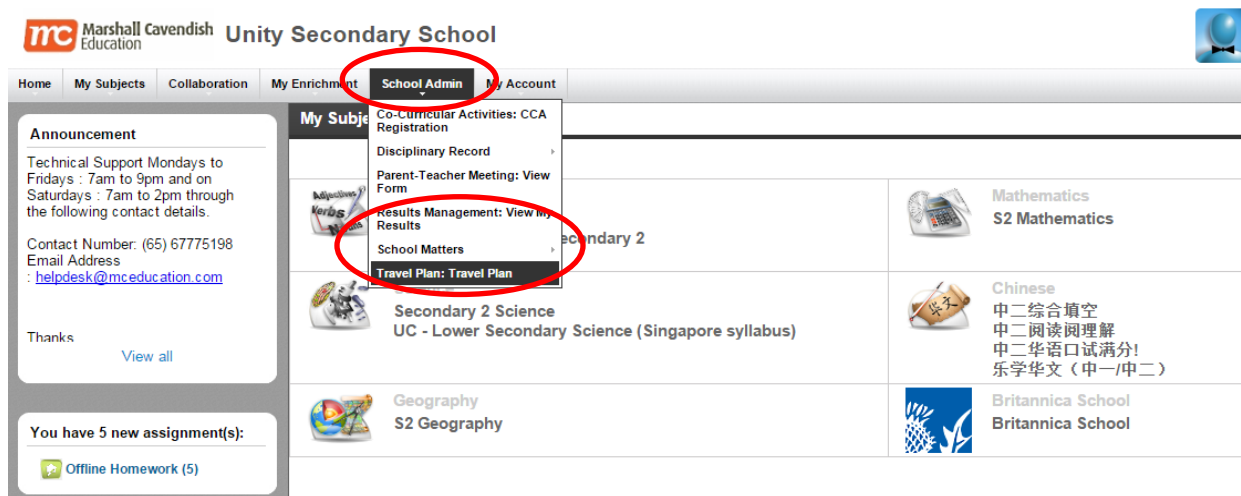 mc Marshall Cavendish Education Unity Secondary School
Home My Subjects Collaboration My Enrichment School Admin My Account
Announcement
Technical Support Mondays to
Fridays : 7am to 9pm and on
Saturdays : 7am to 2pm through
the following contact details.
Contact Number: (65) 67775198
Email Address
: helpdesk@mceducation.com
Thanks
View all
You have 5 new assignment(s):
Offline Homework (5)
My Subje
Co-Curricular Activities: CCA
Registration
Disciplinary Record
Parent-Teacher Meeting: View
Form
Results Management: View My
Results
School Matters
Travel Plan: Travel Plan
Adjectives
Verbs
Nouns
econdary 2
Mathematics
S2 Mathematics
Secondary 2 Science
UC - Lower Secondary Science (Singapore syllabus)
华文
Chinese
中二综合填空
中二阅读阅理解
中二华语口试满分!
乐学华文（中一/中二）
Geography
S2 Geography
Britannica School
Britannica School